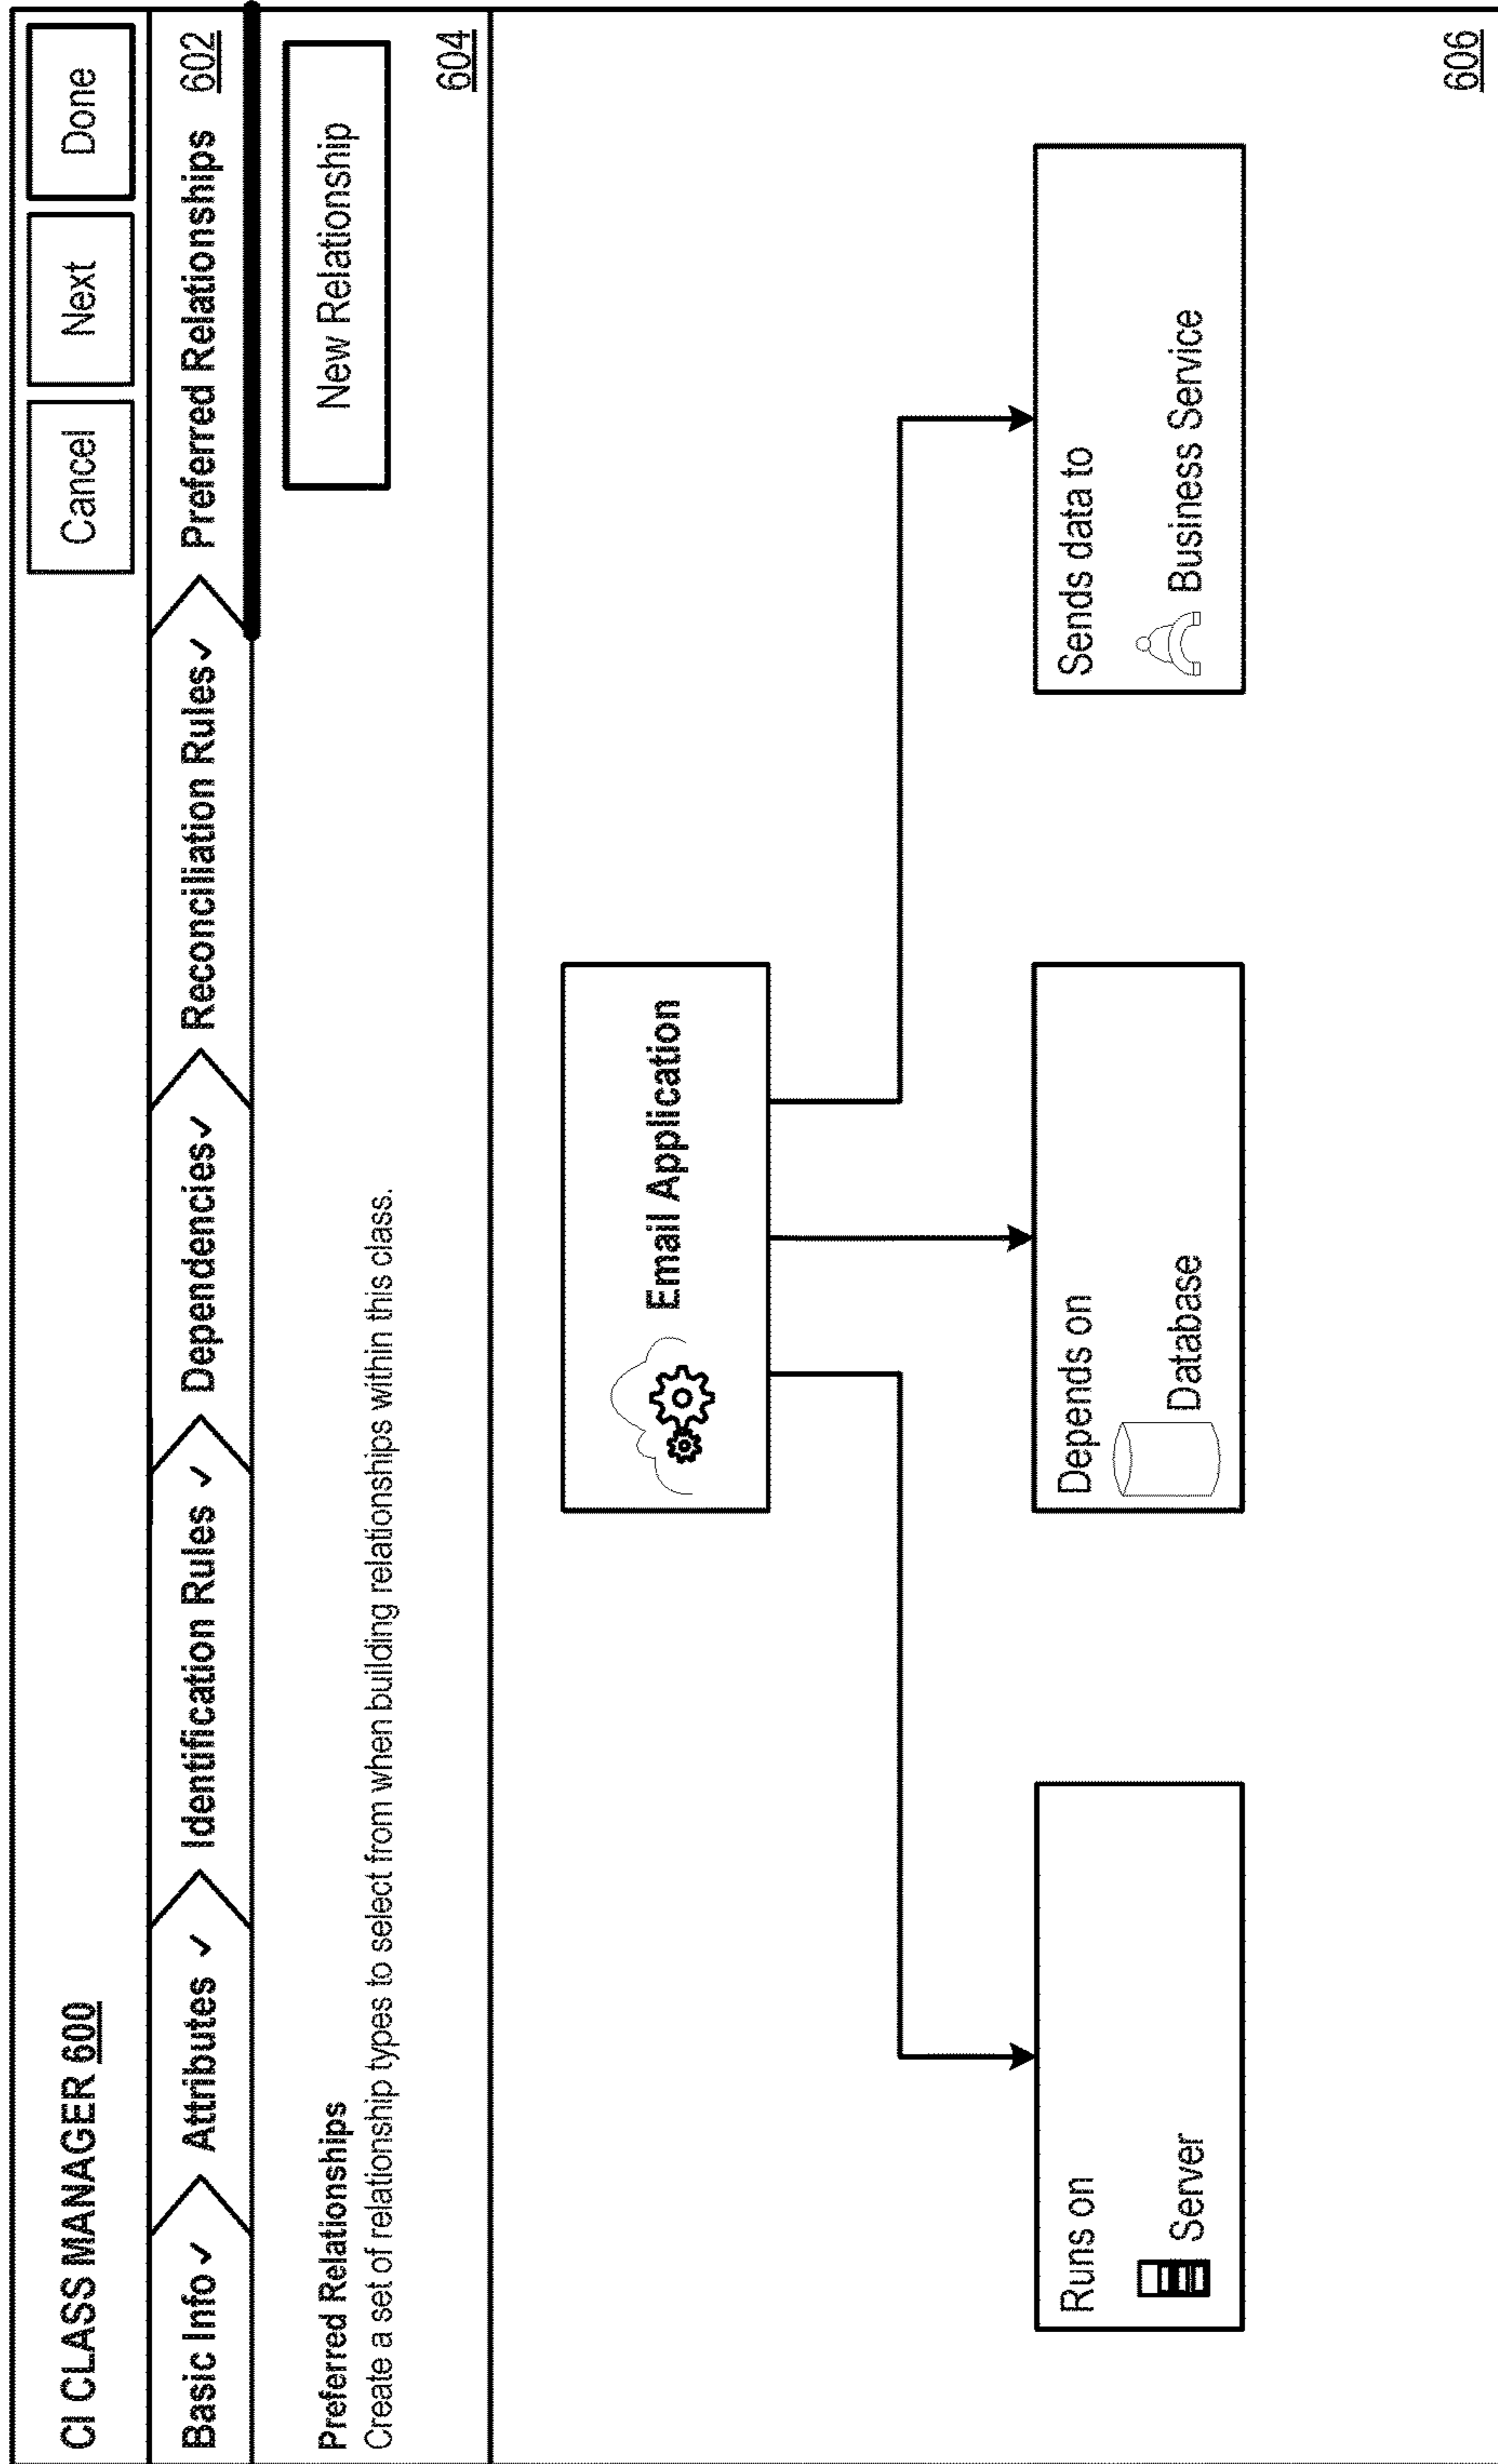 CI CLASS MANAGER 600
Cancel
Next
Done
Basic Info ✓
Attributes ✓
Identification Rules ✓
Dependencies ✓
Reconciliation Rules ✓
Preferred Relationships
602
Preferred Relationships
Create a set of relationship types to select from when building relationships within this class.
New Relationship
604
Email Application
Runs on
Server
Depends on
Database
Sends data to
Business Service
606